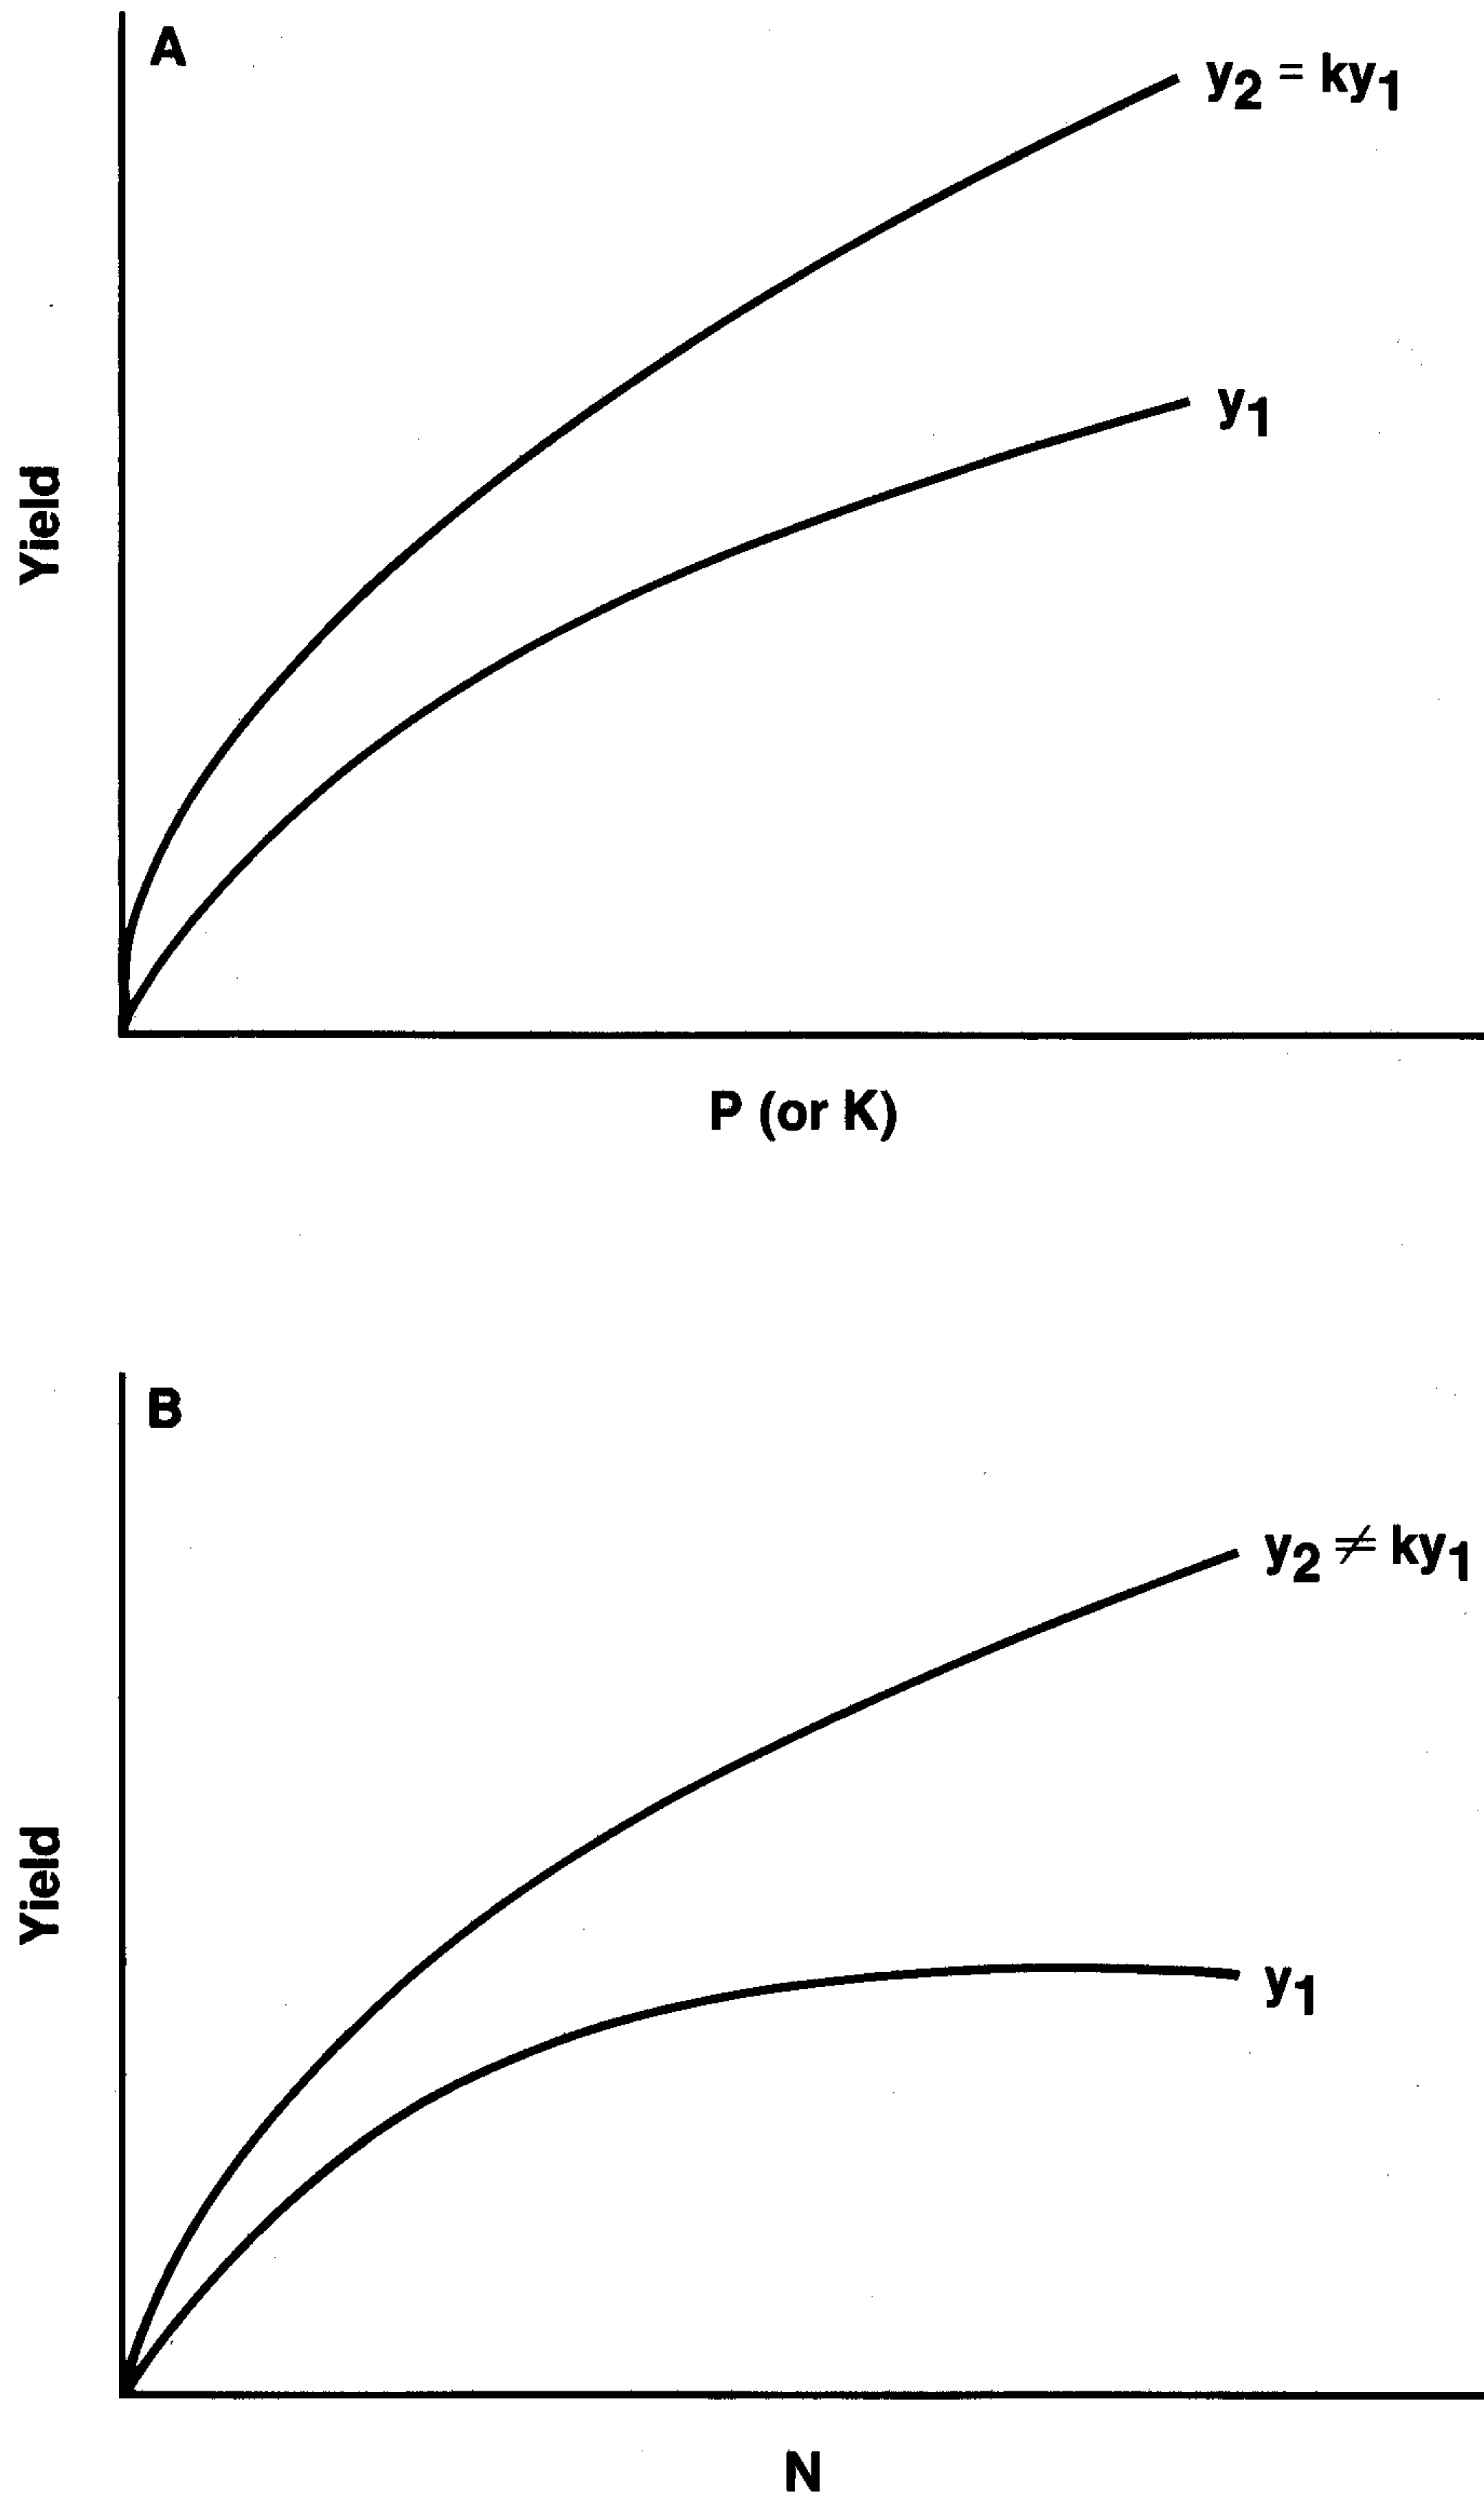 A
y₂ = ky₁
y₁
Yield
P (or K)
B
y₂ ≠ ky₁
y₁
Yield
N